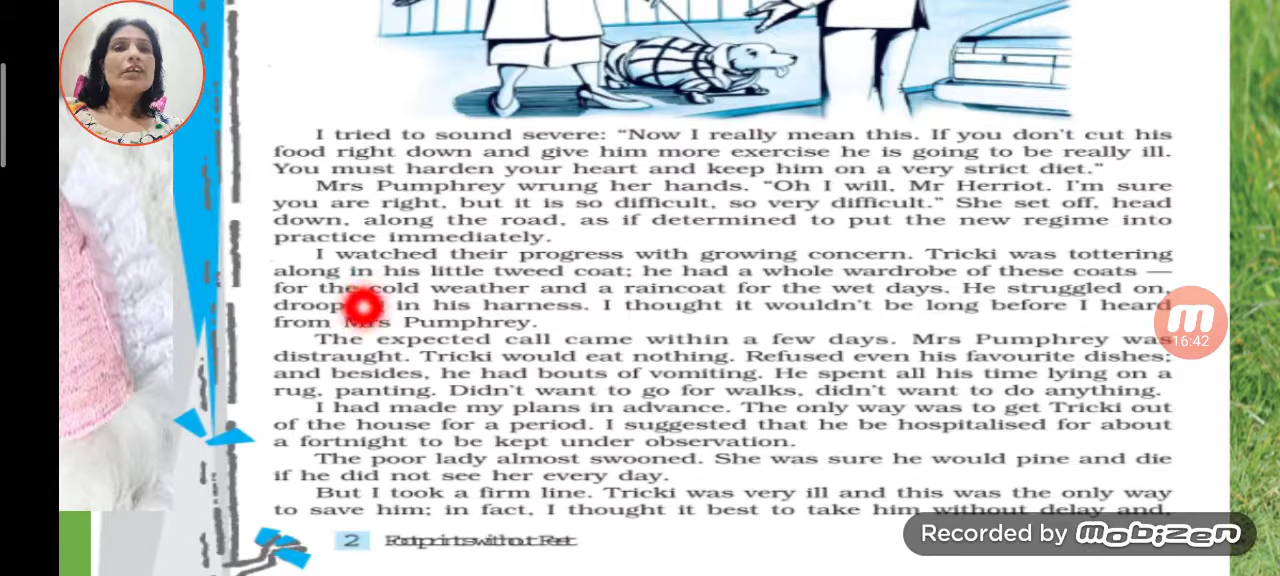 I tried to sound severe: “Now I really mean this. If you don't cut his
food right down and give him more exercise he is going to be really ill.
You must harden your heart and keep him on a very strict diet.”
Mrs Pumphrey wrung her hands. “Oh I will, Mr Herriot. I'm sure
you are right, but it is so difficult, so very difficult.” She set off, head
down, along the road, as if determined to put the new regime into
practice immediately.
I watched their progress with growing concern. Tricki was tottering
along in his little tweed coat; he had a whole wardrobe of these coats —
for the cold weather and a raincoat for the wet days. He struggled on,
droop in his harness. I thought it wouldn't be long before I heard
from Mrs Pumphrey.
The expected call came within a few days. Mrs Pumphrey was
distraught. Tricki would eat nothing. Refused even his favourite dishes;
and besides, he had bouts of vomiting. He spent all his time lying on a
rug, panting. Didn't want to go for walks, didn't want to do anything.
I had made my plans in advance. The only way was to get Tricki out
of the house for a period. I suggested that he be hospitalised for about
a fortnight to be kept under observation.
The poor lady almost swooned. She was sure he would pine and die
if he did not see her every day.
But I took a firm line. Tricki was very ill and this was the only way
to save him; in fact, I thought it best to take him without delay and,
2 Footprints without Feet
16:42
Recorded by mobizen